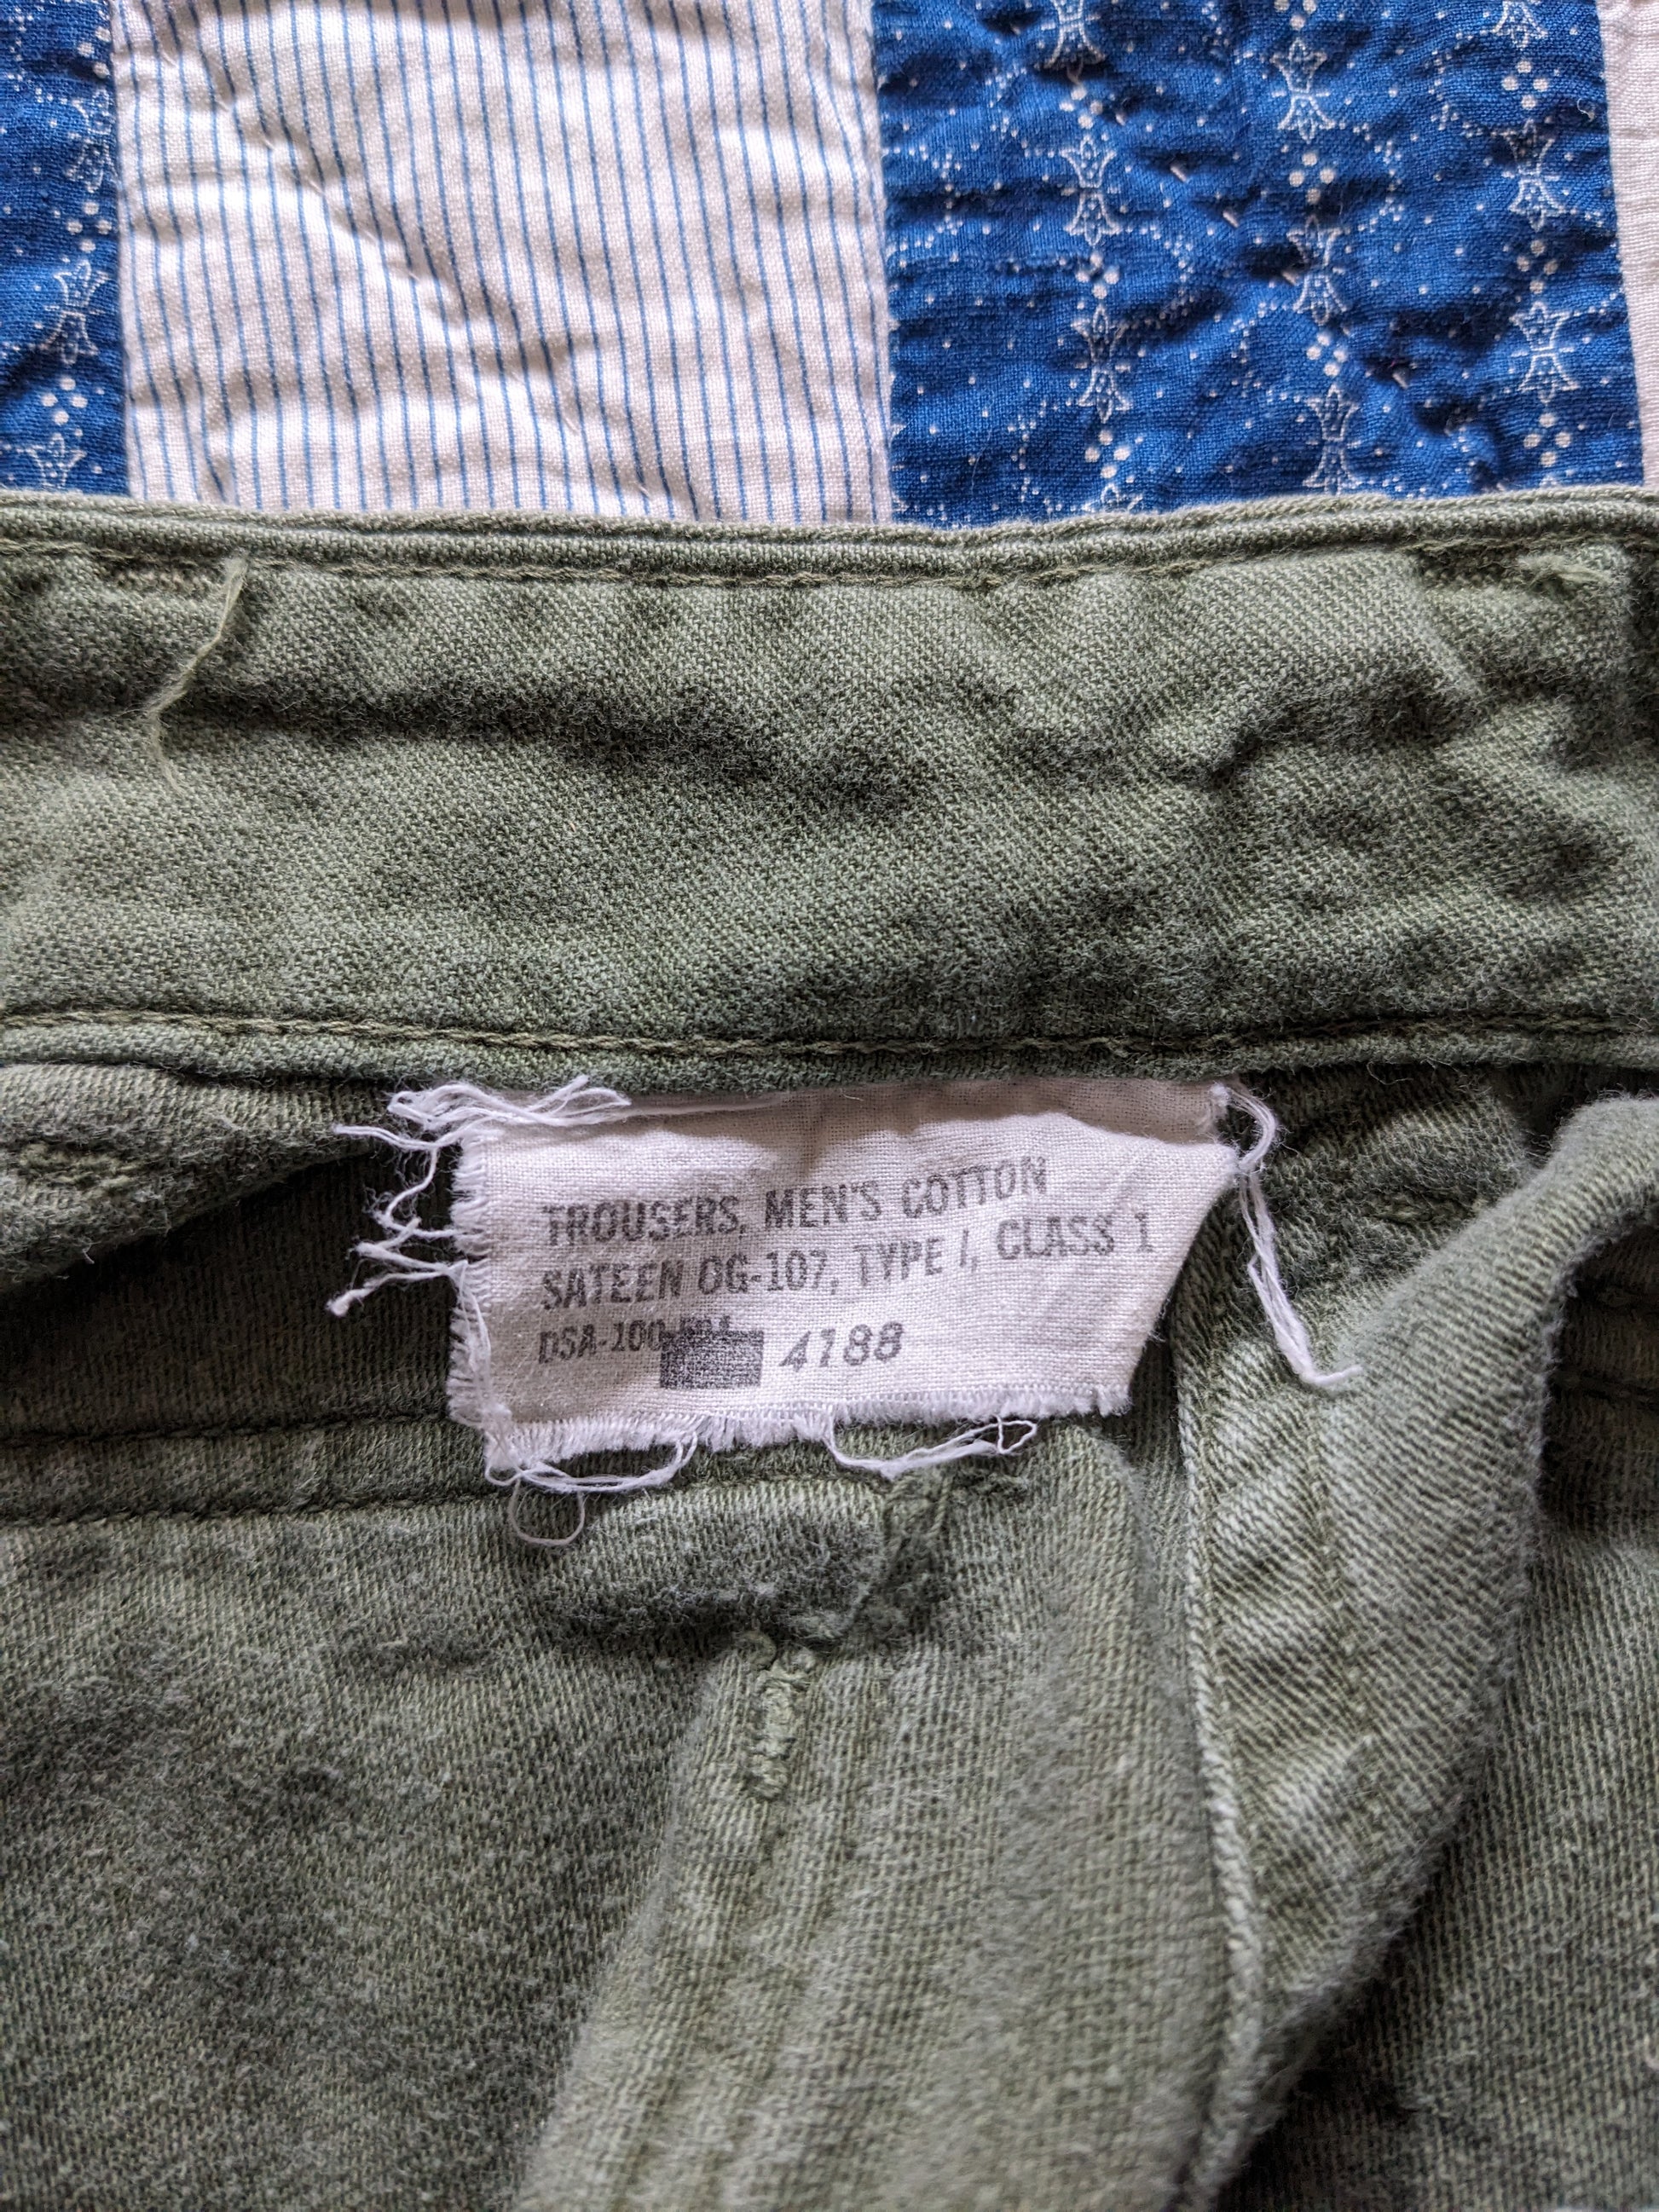 TROUSERS, MEN'S COTTON
SATEEN OG-107, TYPE I, CLASS 1
DSA-100 4188